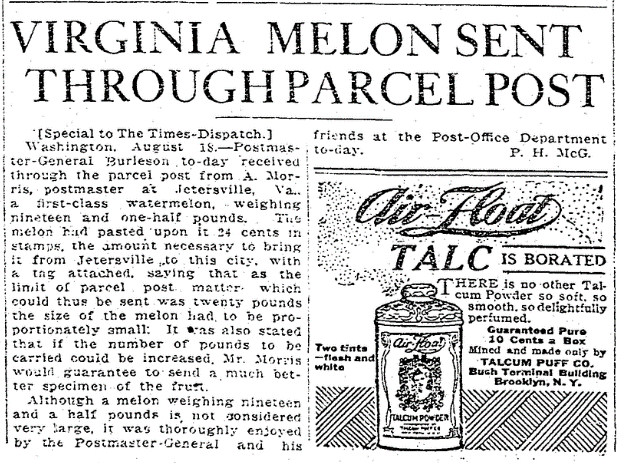 VIRGINIA MELON SENT
THROUGH PARCEL POST
[Special to The Times-Dispatch.]
Washington, August 18.—Postmas-
ter-General Burleson to-day received
through the parcel post from A. Mor-
ris, postmaster at Jetersville, Va.,
a first-class watermelon, weighing
nineteen and one-half pounds. The
melon had pasted upon it 24 cents in
stamps, the amount necessary to bring
it from Jetersville to this city, with
a tag attached, saying that as the
limit of parcel post matter which
could thus be sent was twenty pounds
the size of the melon had to be pro-
portionately small. It was also stated
that if the number of pounds to be
carried could be increased, Mr. Morris
would guarantee to send a much bet-
ter specimen of the fruit.
Although a melon weighing nineteen
and a half pounds is not considered
very large, it was thoroughly enjoyed
by the Postmaster-General and his
friends at the Post-Office Department
to-day. P. H. McG.
Air-Float
TALC IS BORATED
THERE is no other Tal-
cum Powder so soft, so
smooth, so delightfully
perfumed.
Guaranteed Pure
10 Cents a Box
Mined and made only by
TALCUM PUFF CO.
Bush Terminal Building
Brooklyn, N. Y.
Two tints
—flesh and
white
Air-Float
TALCUM POWDER
TALCUM PUFF CO